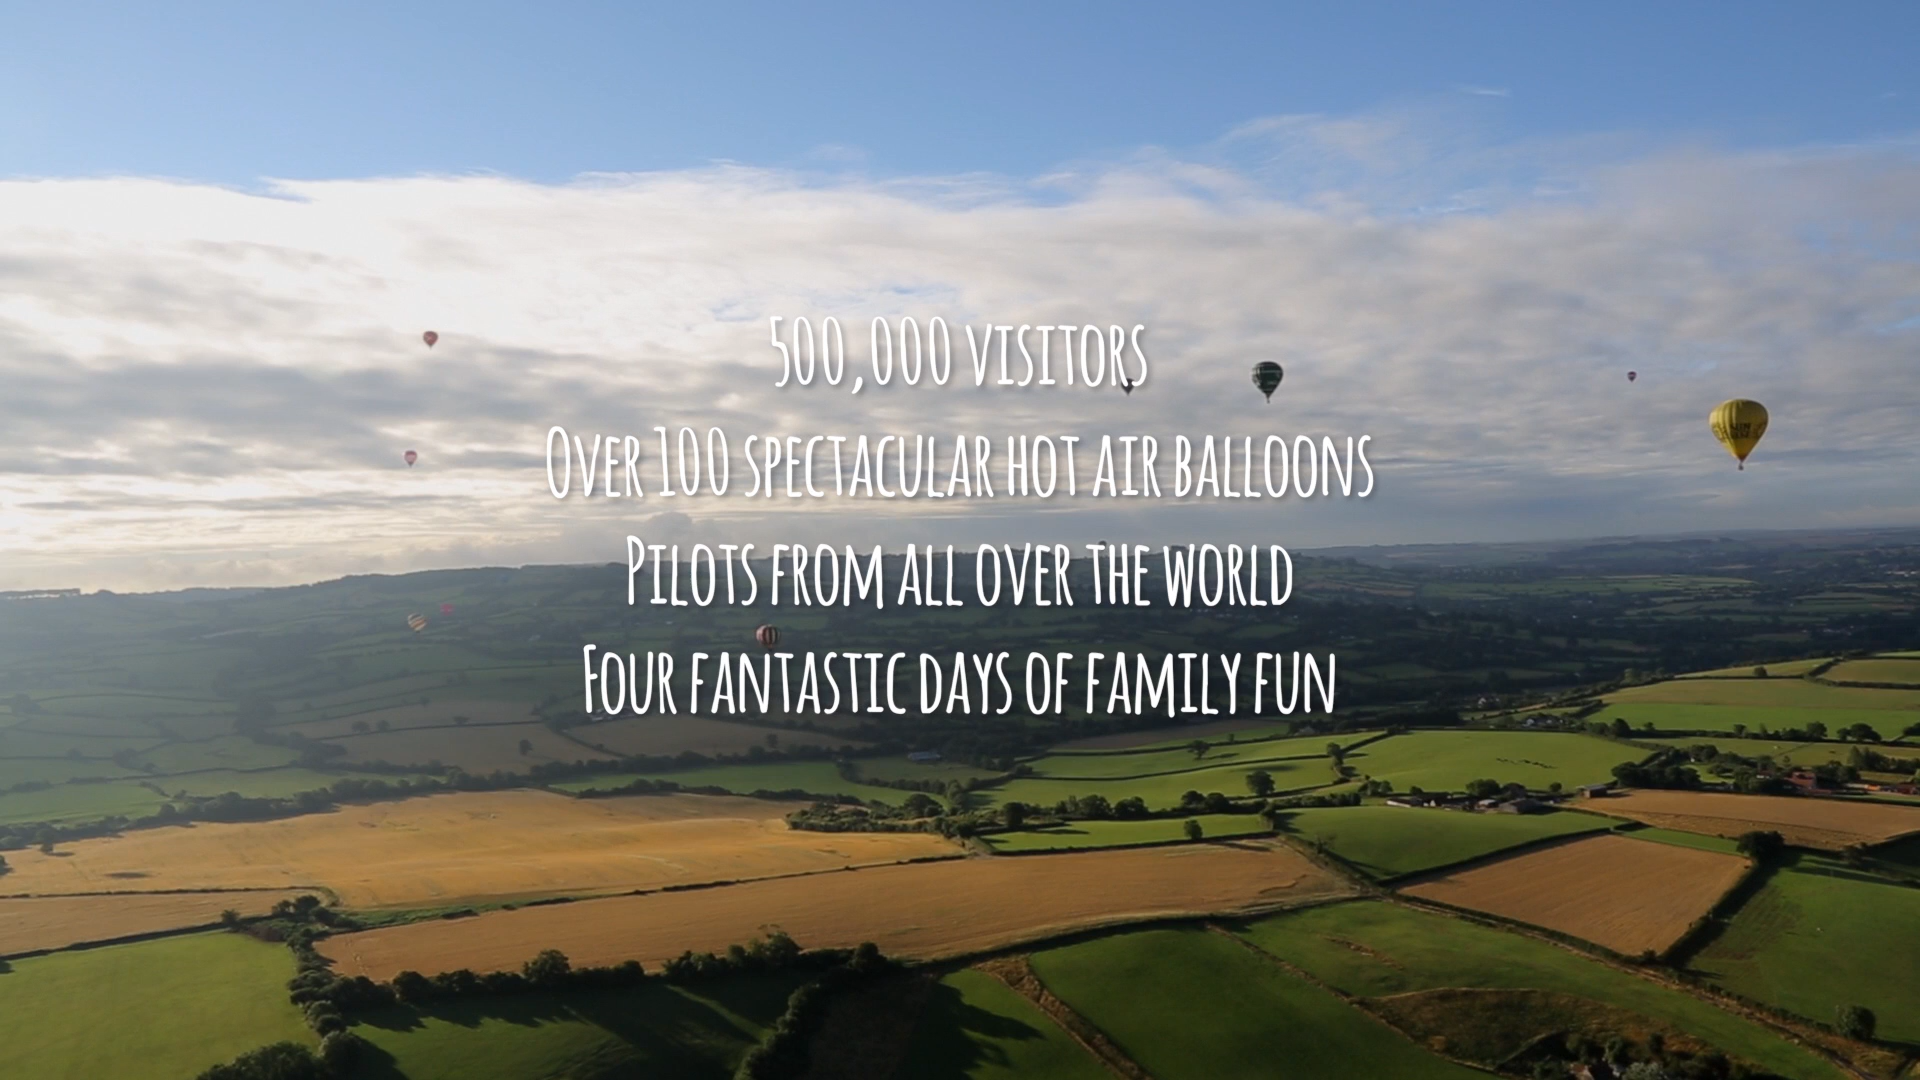 500,000 visitors
Over 100 spectacular hot air balloons
Pilots from all over the world
Four fantastic days of family fun